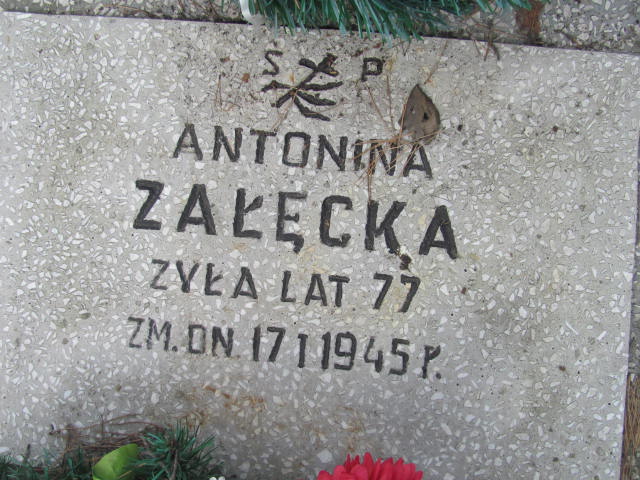 Ś P
ANTONINA
ZAŁĘCKA
ZYŁA LAT 77
ZM. DN. 17 I 1945 R.